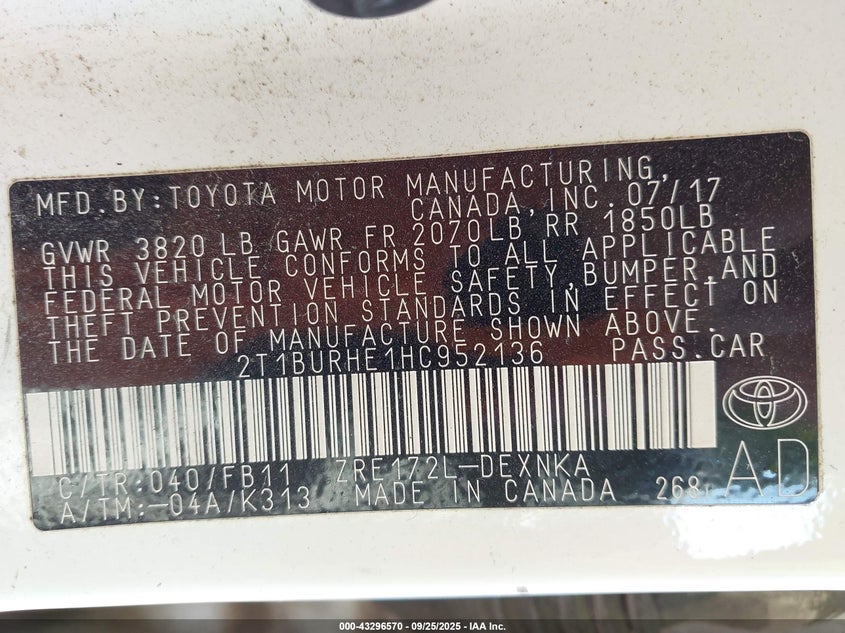 MFD.BY:TOYOTA MOTOR MANUFACTURING,
CANADA,INC. 07/17
GVWR 3820 LB GAWR FR 2070LB,RR 1850LB
THIS VEHICLE CONFORMS TO ALL APPLICABLE
FEDERAL MOTOR VEHICLE SAFETY,BUMPER,AND
THEFT PREVENTION STANDARDS IN EFFECT ON
THE DATE OF MANUFACTURE SHOWN ABOVE.
2T1BURHE1HC952136 PASS.CAR
C/TR:040/FB11 ZRE172L-DEXNKA
A/TM:-04A/K313 MADE IN CANADA 268
AD
000-43296570 - 09/25/2025 - IAA Inc.